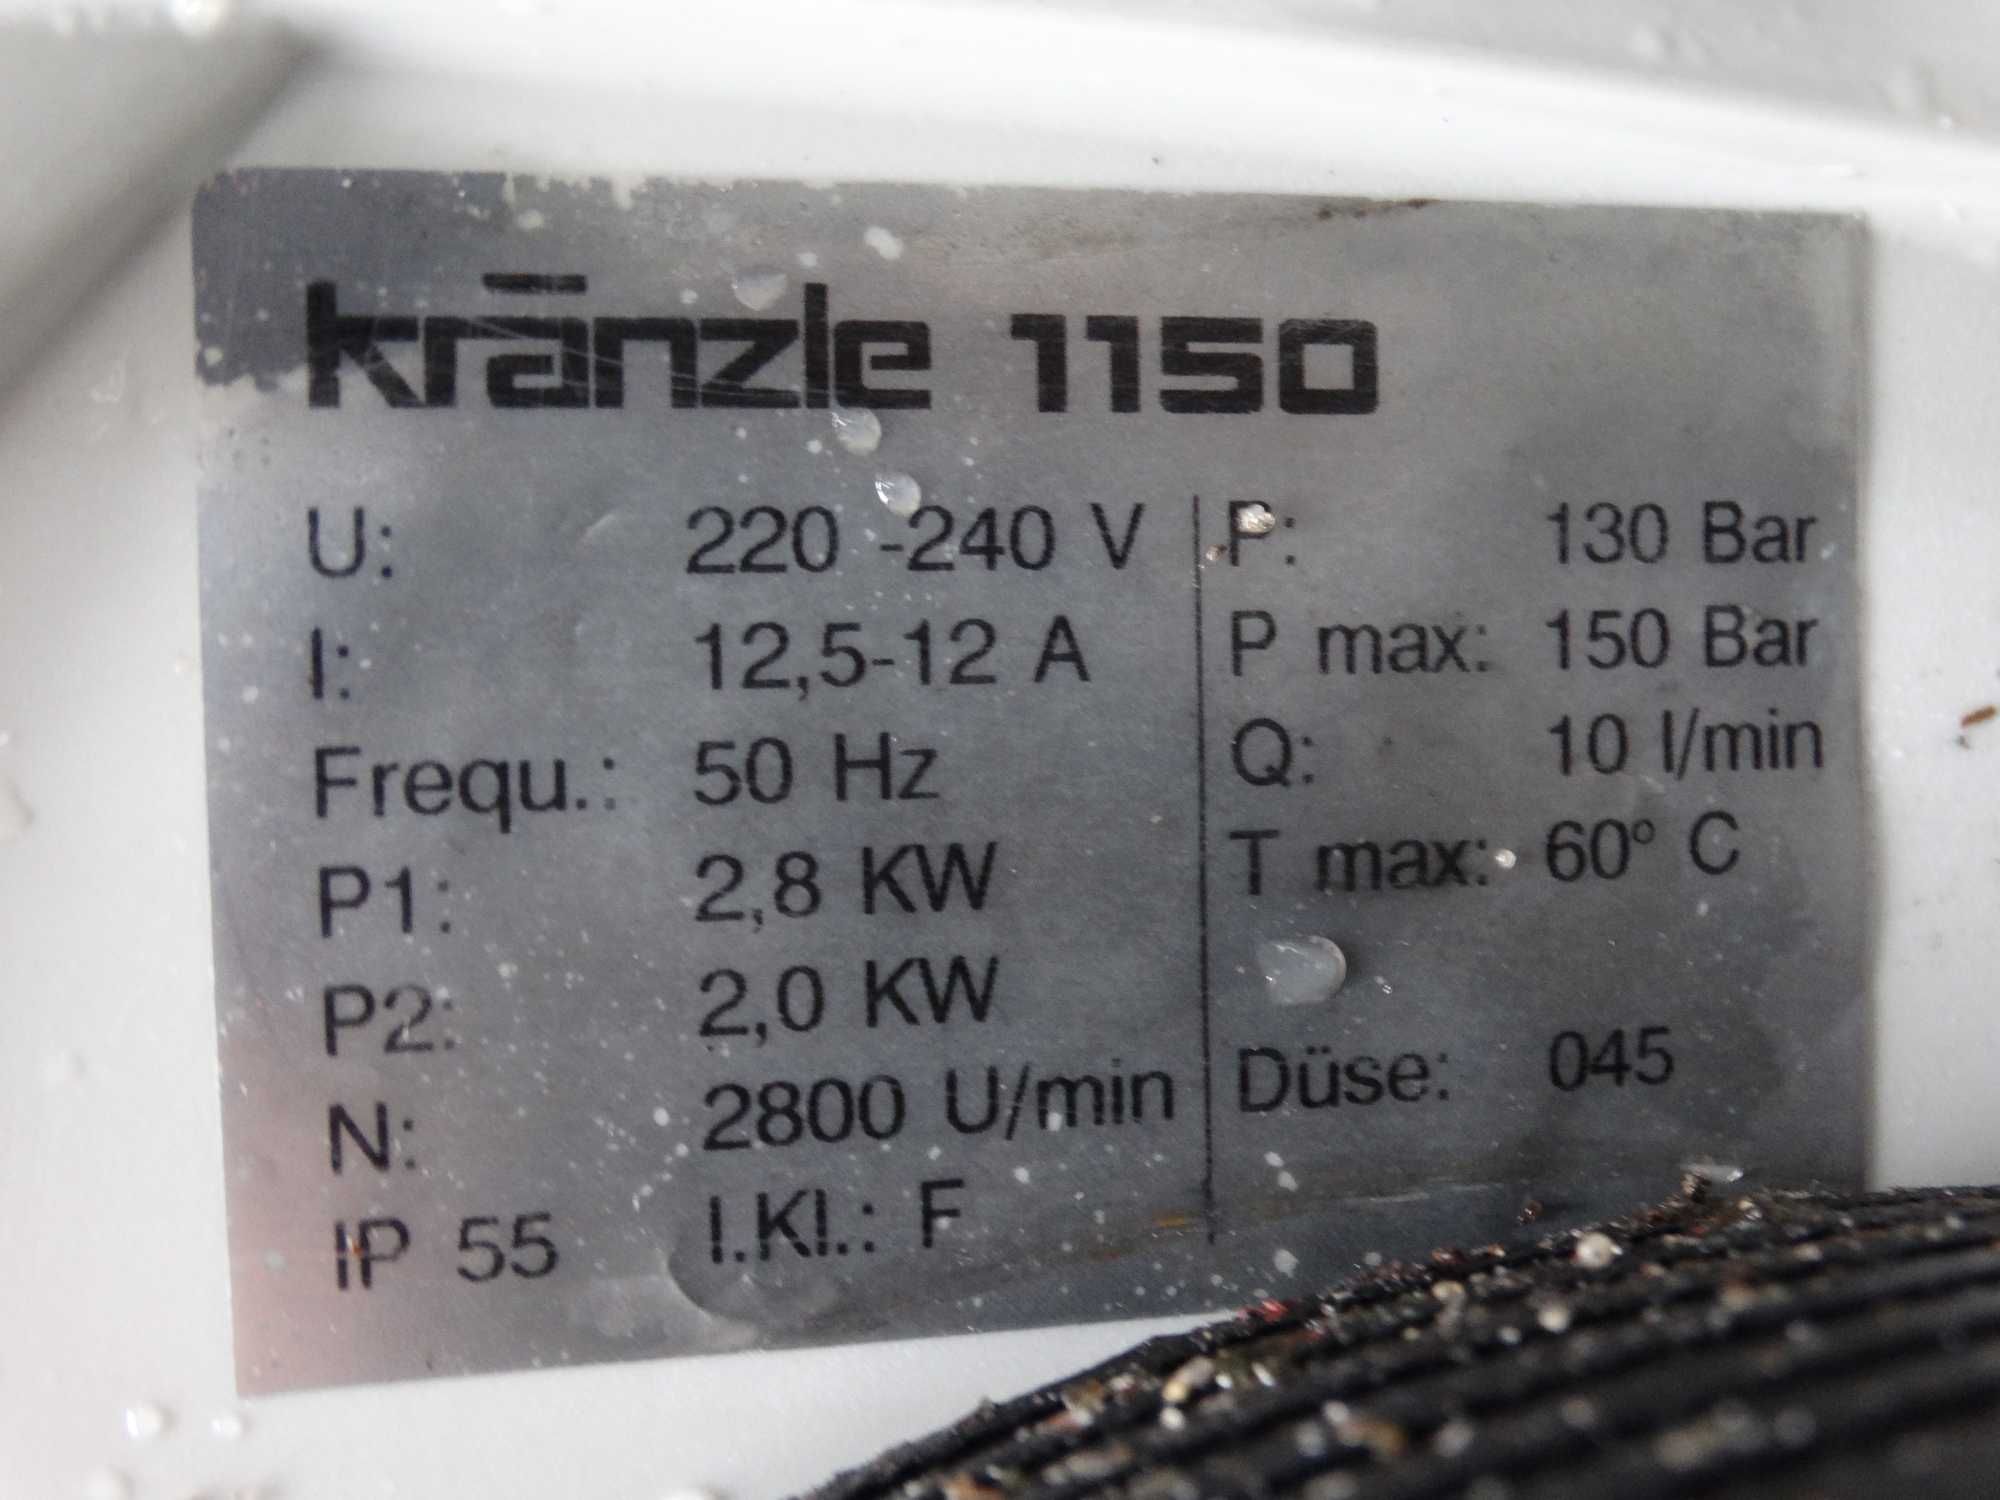 kränzle 1150
U: 220 -240 V
I: 12,5-12 A
Frequ.: 50 Hz
P1: 2,8 KW
P2: 2,0 KW
N: 2800 U/min
IP 55 I.Kl.: F
P: 130 Bar
P max: 150 Bar
Q: 10 l/min
T max: 60° C
Düse: 045